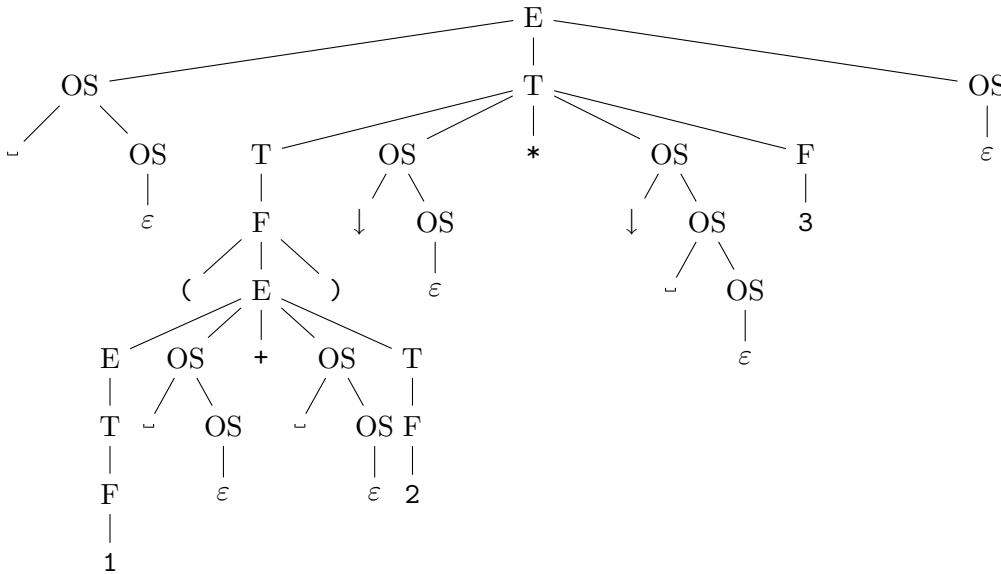 E
OS T OS
␣ OS T OS * OS F ε
ε F ↓ OS ↓ OS 3
( E ) ε ␣ OS
E OS + OS T ε
T ␣ OS ␣ OS F
F ε ε 2
1